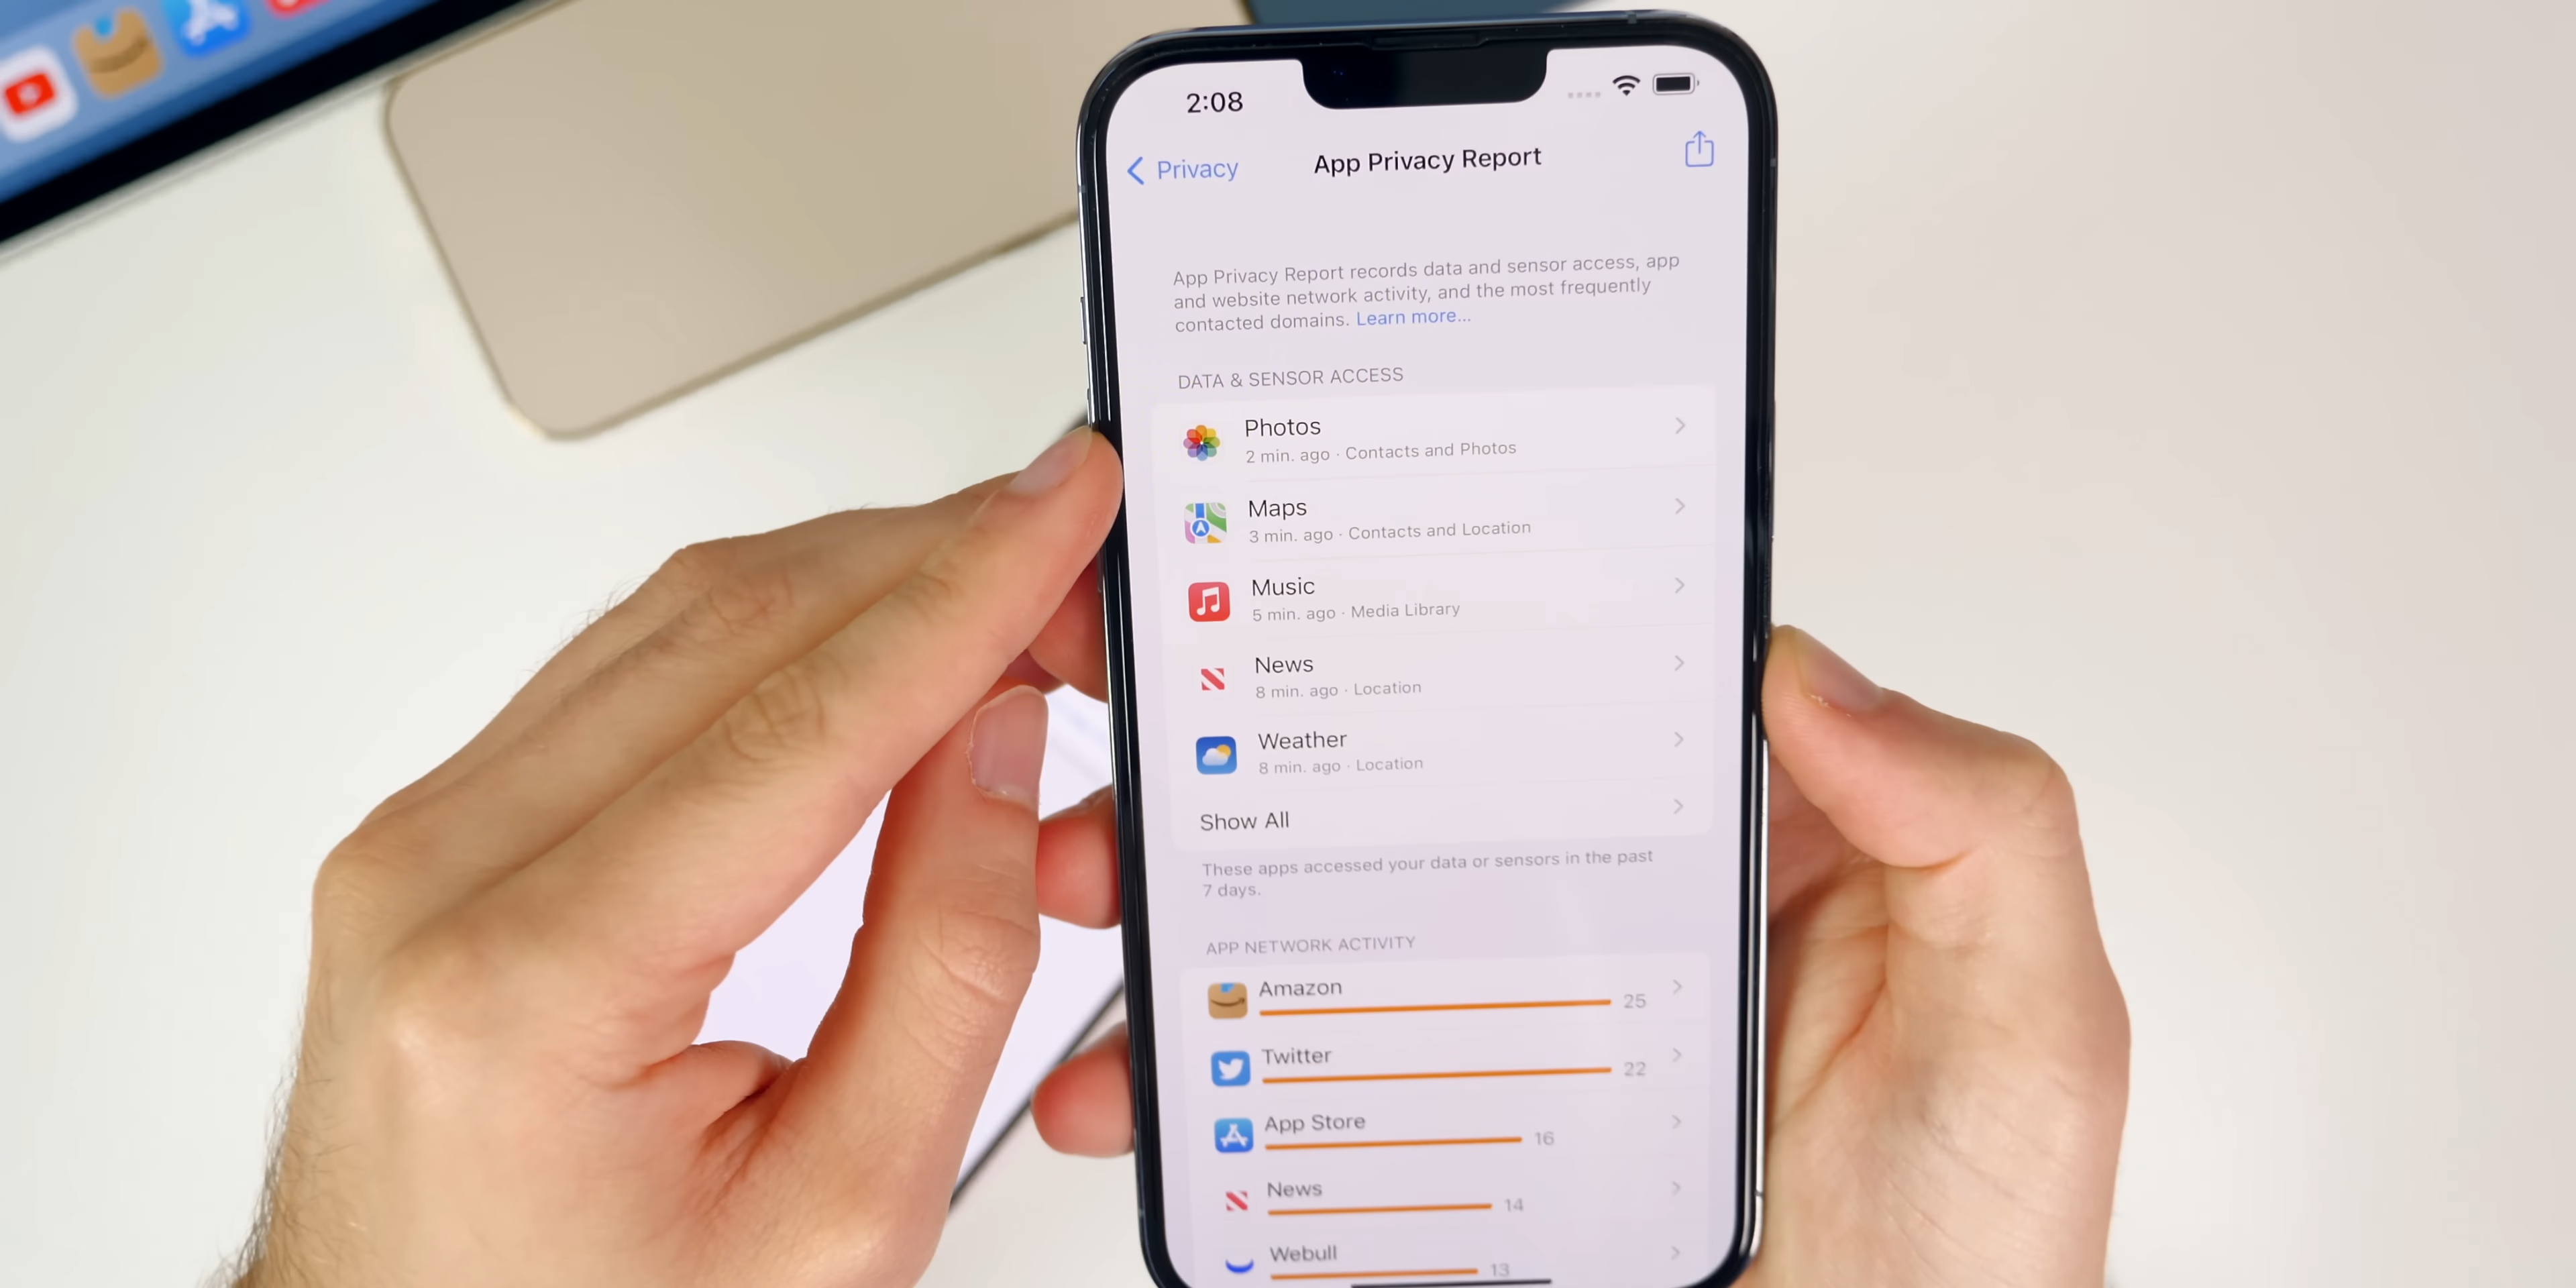 2:08
Privacy
App Privacy Report
App Privacy Report records data and sensor access, app
and website network activity, and the most frequently
contacted domains. Learn more...
DATA & SENSOR ACCESS
Photos
2 min. ago · Contacts and Photos
Maps
3 min. ago · Contacts and Location
Music
5 min. ago · Media Library
News
8 min. ago · Location
Weather
8 min. ago · Location
Show All
These apps accessed your data or sensors in the past
7 days.
APP NETWORK ACTIVITY
Amazon
25
Twitter
22
App Store
16
News
14
Webull
13